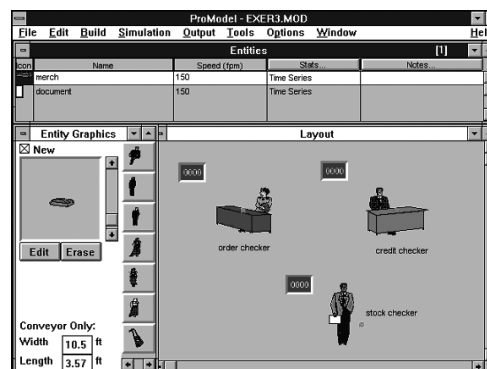 ProModel - EXER3.MOD
File Edit Build Simulation Output Tools Options Window Hel
Entities [1]
Icon Name Speed (fpm) Stats... Notes...
merch 150 Time Series
document 150 Time Series
Entity Graphics
Layout
New
0000
0000
Edit Erase
order checker
credit checker
0000
stock checker
Conveyor Only:
Width 10.5 ft
Length 3.57 ft